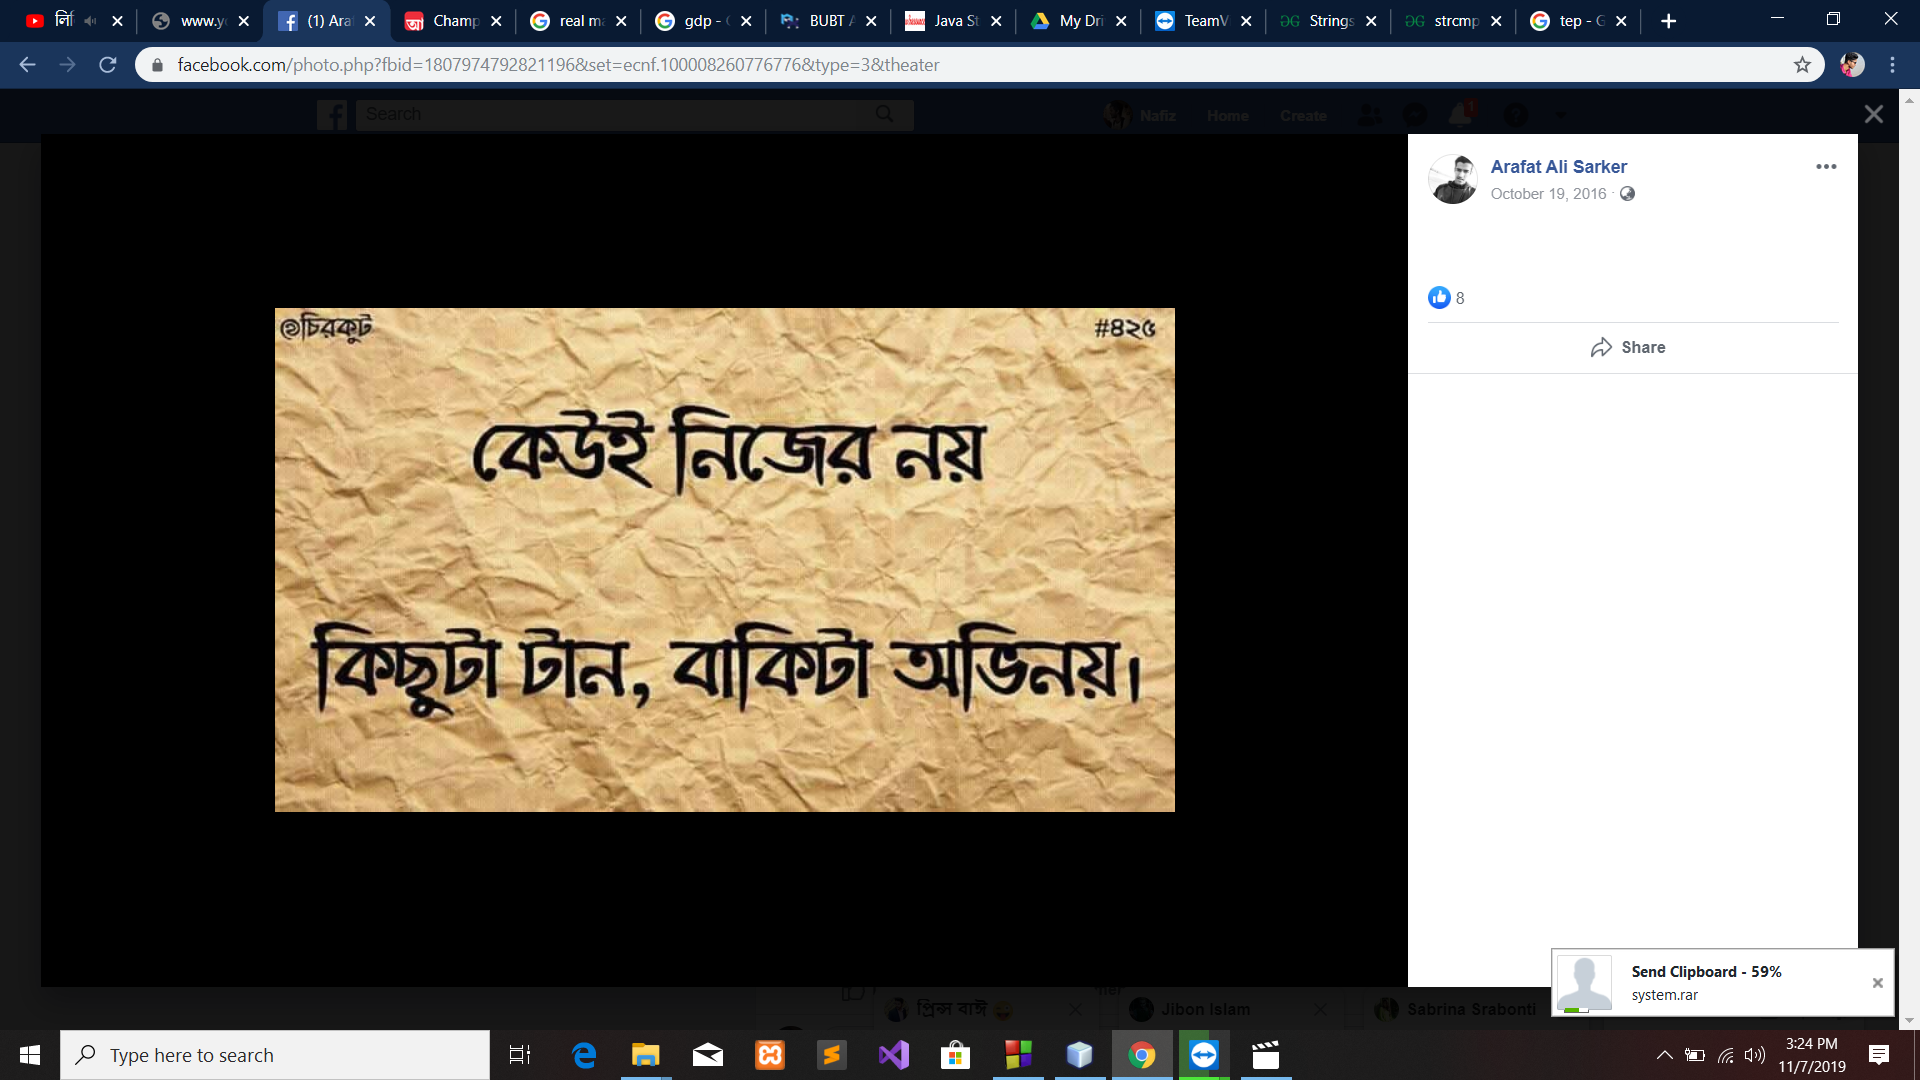 লি
www.y
(1) Ara
Champ
real ma
gdp - G
BUBT A
Java St
My Dri
TeamV
Strings
strcmp
tep - G
facebook.com/photo.php?fbid=1807974792821196&set=ecnf.100008260776776&type=3&theater
Search
Nafiz
Home
Create
1
Arafat Ali Sarker
October 19, 2016
8
Share
@চিরকুট
#৪২৫
কেউই নিজের নয়
কিছুটা টান, বাকিটা অভিনয়।
Send Clipboard - 59%
system.rar
প্রিন্স বাঈ
Jibon Islam
Sabrina Srabonti
Type here to search
3:24 PM
11/7/2019